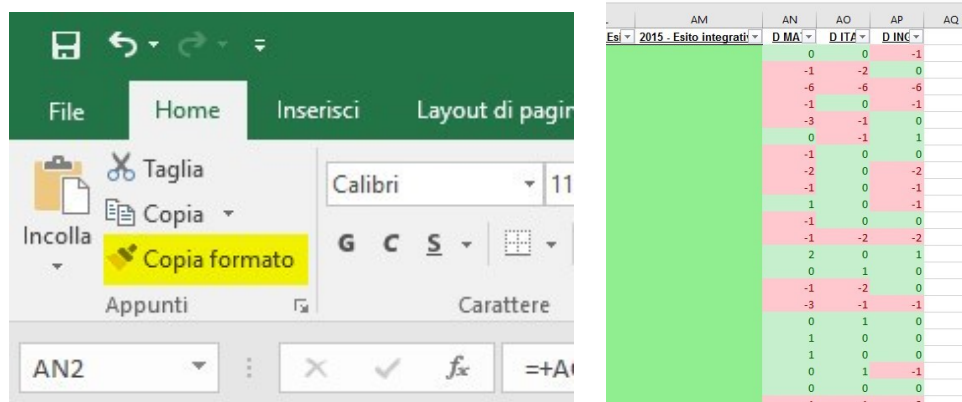 File Home Inserisci Layout di pagin
Taglia
Copia
Incolla
Copia formato
Appunti
Calibri 11
G C S
Carattere
AN2 fx =+A
AM AN AO AP AQ
Esi 2015 - Esito integrativ D MA D ITA D ING
0 0 -1
-1 -2 0
-6 -6 -6
-1 0 -1
-3 -1 0
0 -1 1
-1 0 0
-2 0 -2
-1 0 -1
1 0 -1
-1 0 0
-1 -2 -2
2 0 1
0 1 0
-1 -2 0
-3 -1 -1
0 1 0
1 0 0
1 0 0
0 1 -1
0 0 0